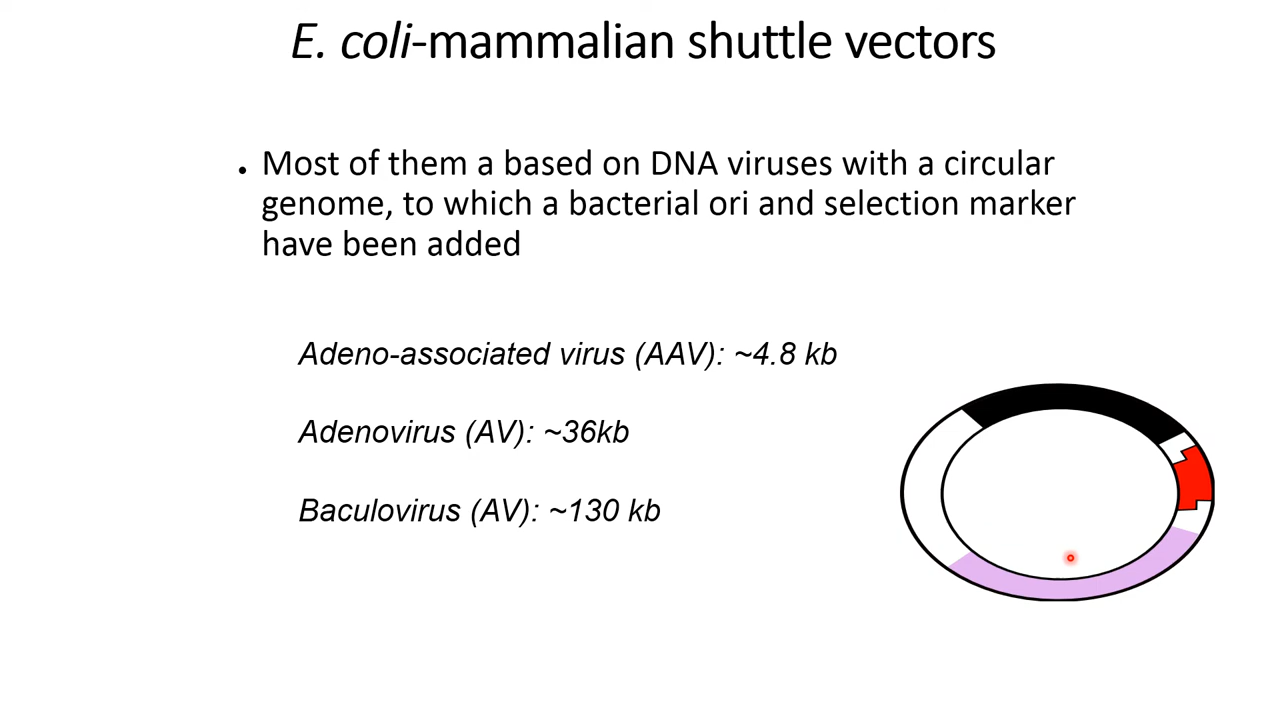 E. coli-mammalian shuttle vectors
• Most of them a based on DNA viruses with a circular
genome, to which a bacterial ori and selection marker
have been added
Adeno-associated virus (AAV): ~4.8 kb
Adenovirus (AV): ~36kb
Baculovirus (AV): ~130 kb